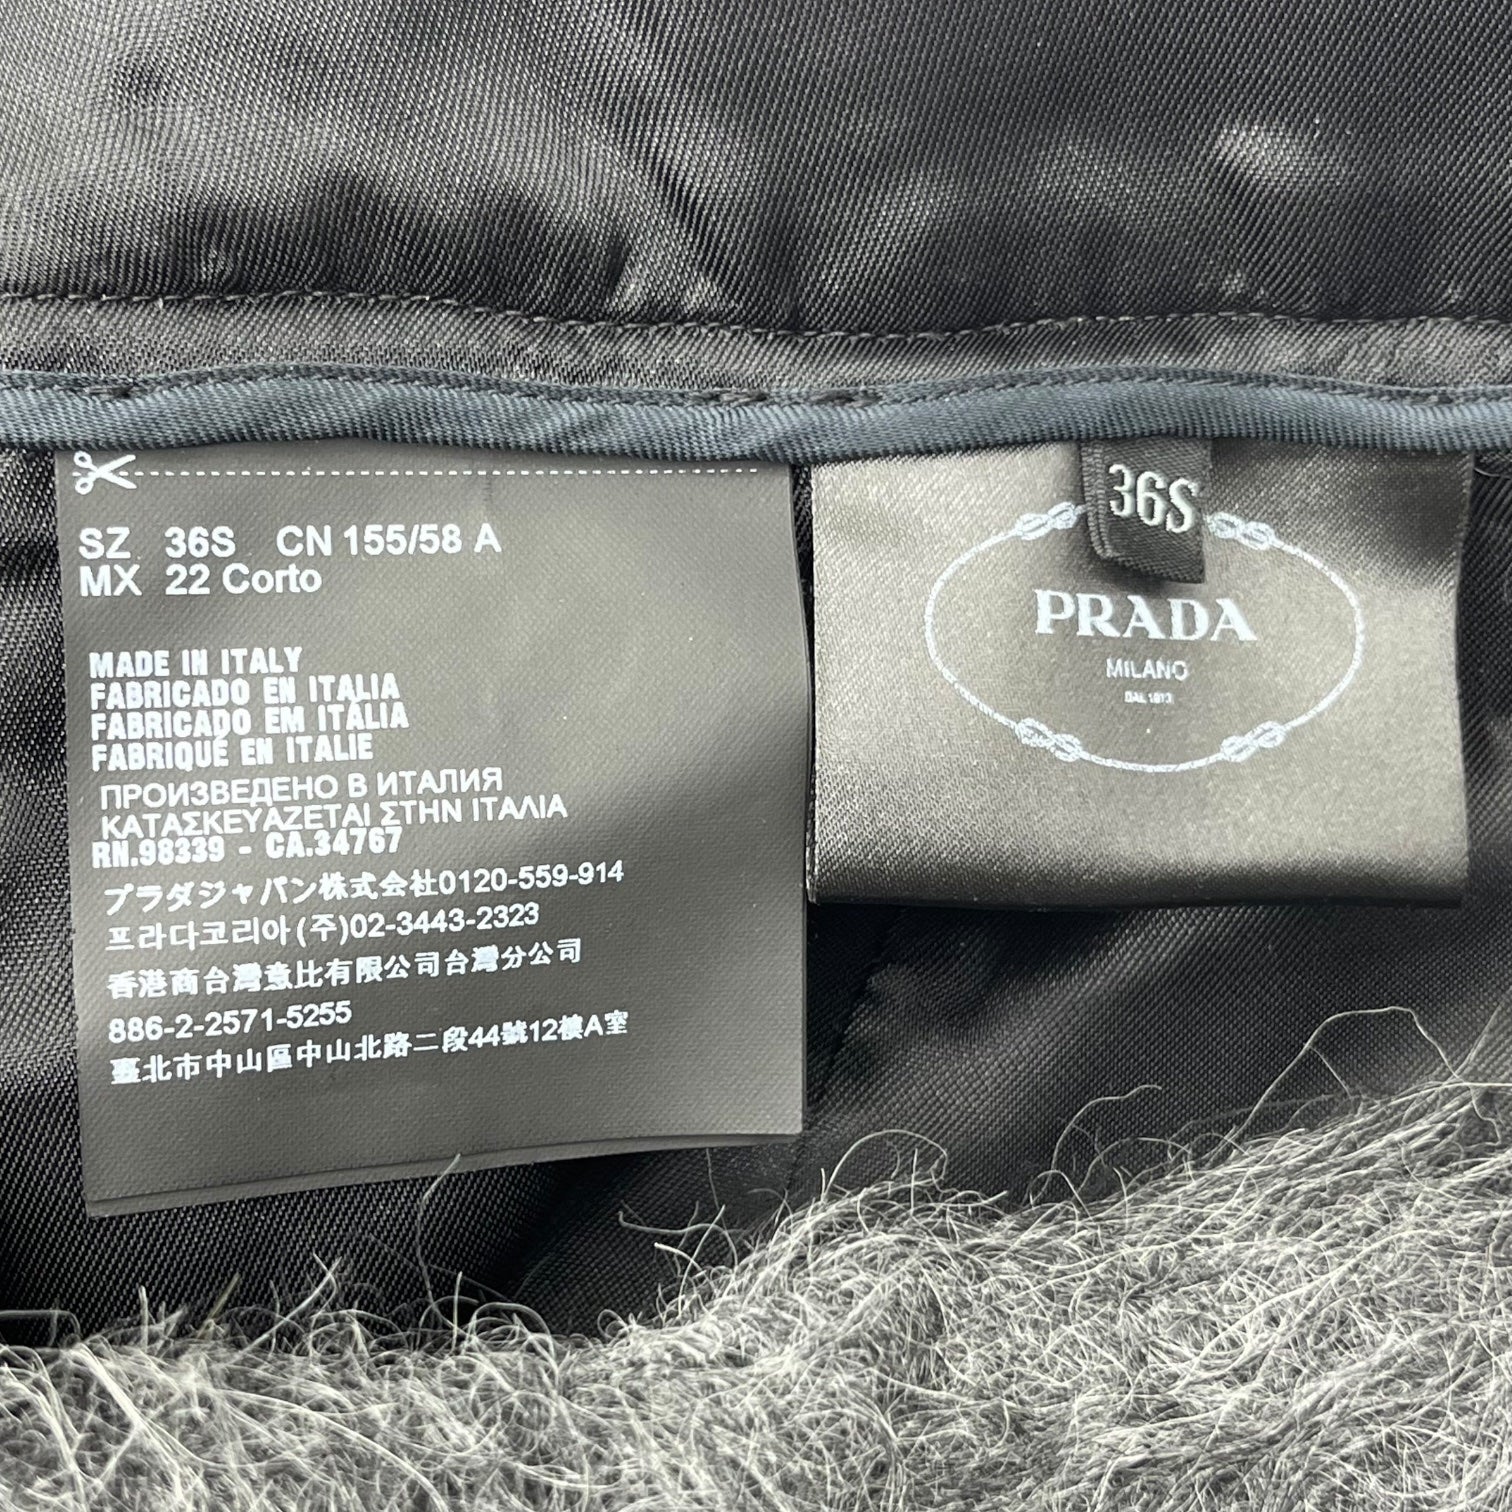 SZ 36S CN 155/58 A
MX 22 Corto
MADE IN ITALY
FABRICADO EN ITALIA
FABRICADO EM ITÁLIA
FABRIQUÉ EN ITALIE
ПРОИЗВЕДЕНО В ИТАЛИЯ
ΚΑΤΑΣΚΕΥΑΖΕΤΑΙ ΣΤΗΝ ΙΤΑΛΙΑ
RN.98339 - CA.34767
プラダジャパン株式会社0120-559-914
프라다코리아(주)02-3443-2323
香港商台灣意比有限公司台灣分公司
886-2-2571-5255
臺北市中山區中山北路二段44號12樓A室
36S
PRADA
MILANO
DAL 1913